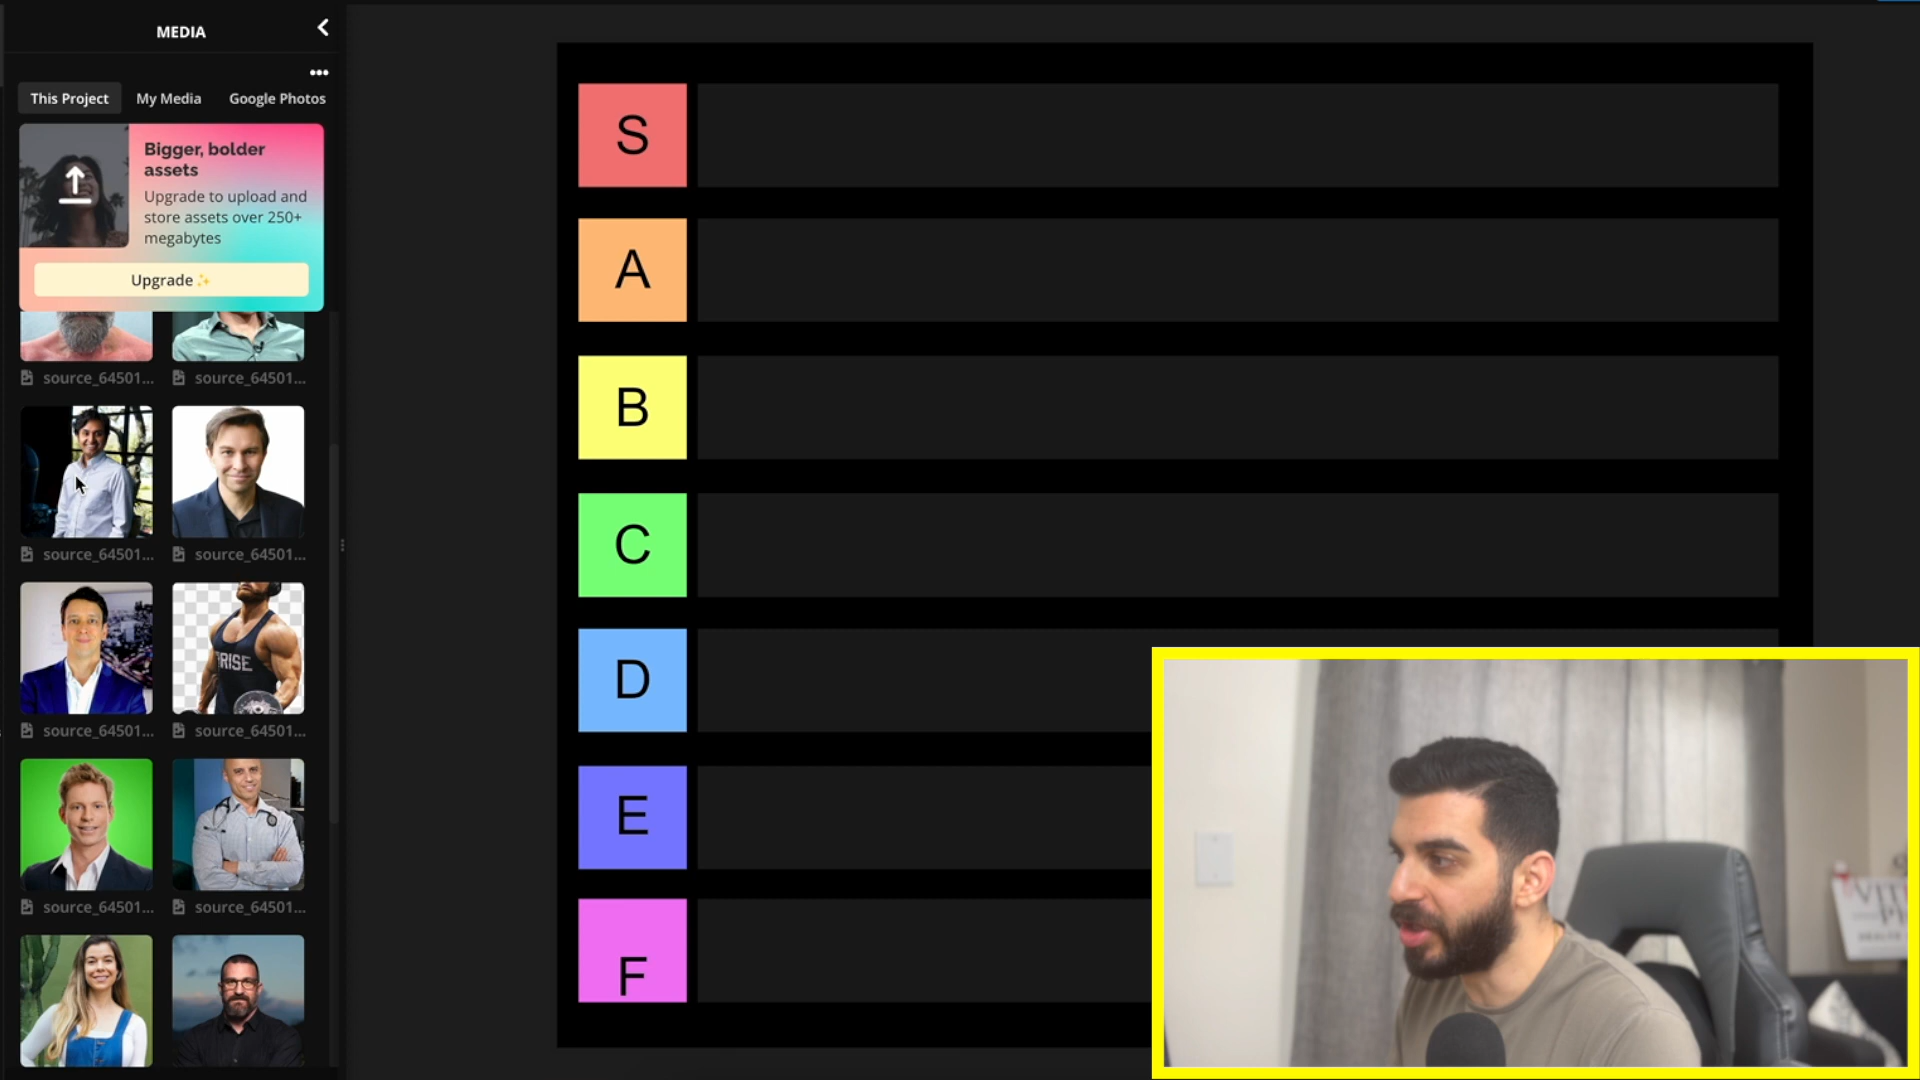 MEDIA
This Project
My Media
Google Photos
Bigger, bolder
assets
Upgrade to upload and
store assets over 250+
megabytes
Upgrade ✨
source_64501...
source_64501...
source_64501...
source_64501...
source_64501...
source_64501...
RISE
source_64501...
source_64501...
S
A
B
C
D
E
F